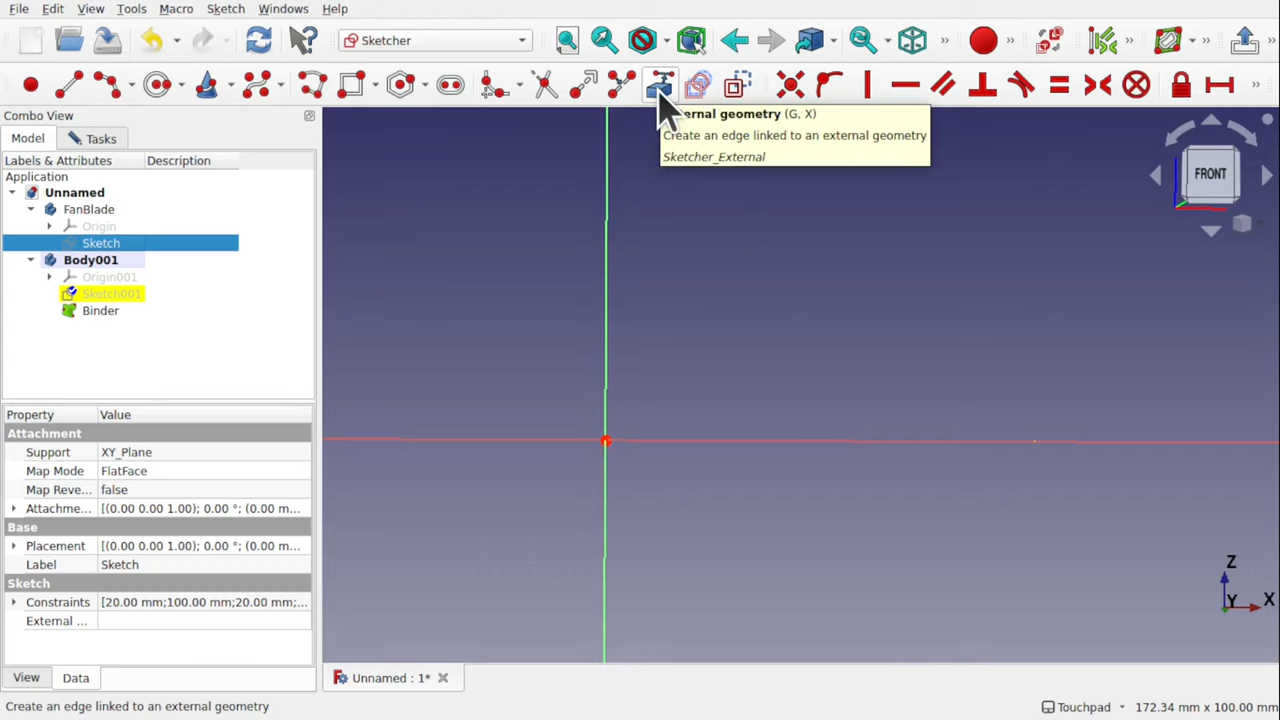 File Edit View Tools Sketch Windows Help
Sketcher
Combo View
Model Tasks
Labels & Attributes Description
Application
Unnamed
FanBlade
Origin
Sketch
Body001
Origin001
Sketch001
Binder
Property Value
Attachment
Support XY_Plane
Map Mode FlatFace
Map Reve... false
Attachme... [(0.00 0.00 1.00); 0.00 °; (0.00 m...
Base
Placement [(0.00 0.00 1.00); 0.00 °; (0.00 m...
Label Sketch
Sketch
Constraints [20.00 mm;100.00 mm;20.00 mm;...
External ...
View Data
ernal geometry (G, X)
Create an edge linked to an external geometry
Sketcher_External
FRONT
Z
Y X
Unnamed : 1*
Create an edge linked to an external geometry
Touchpad 172.34 mm x 100.00 mm